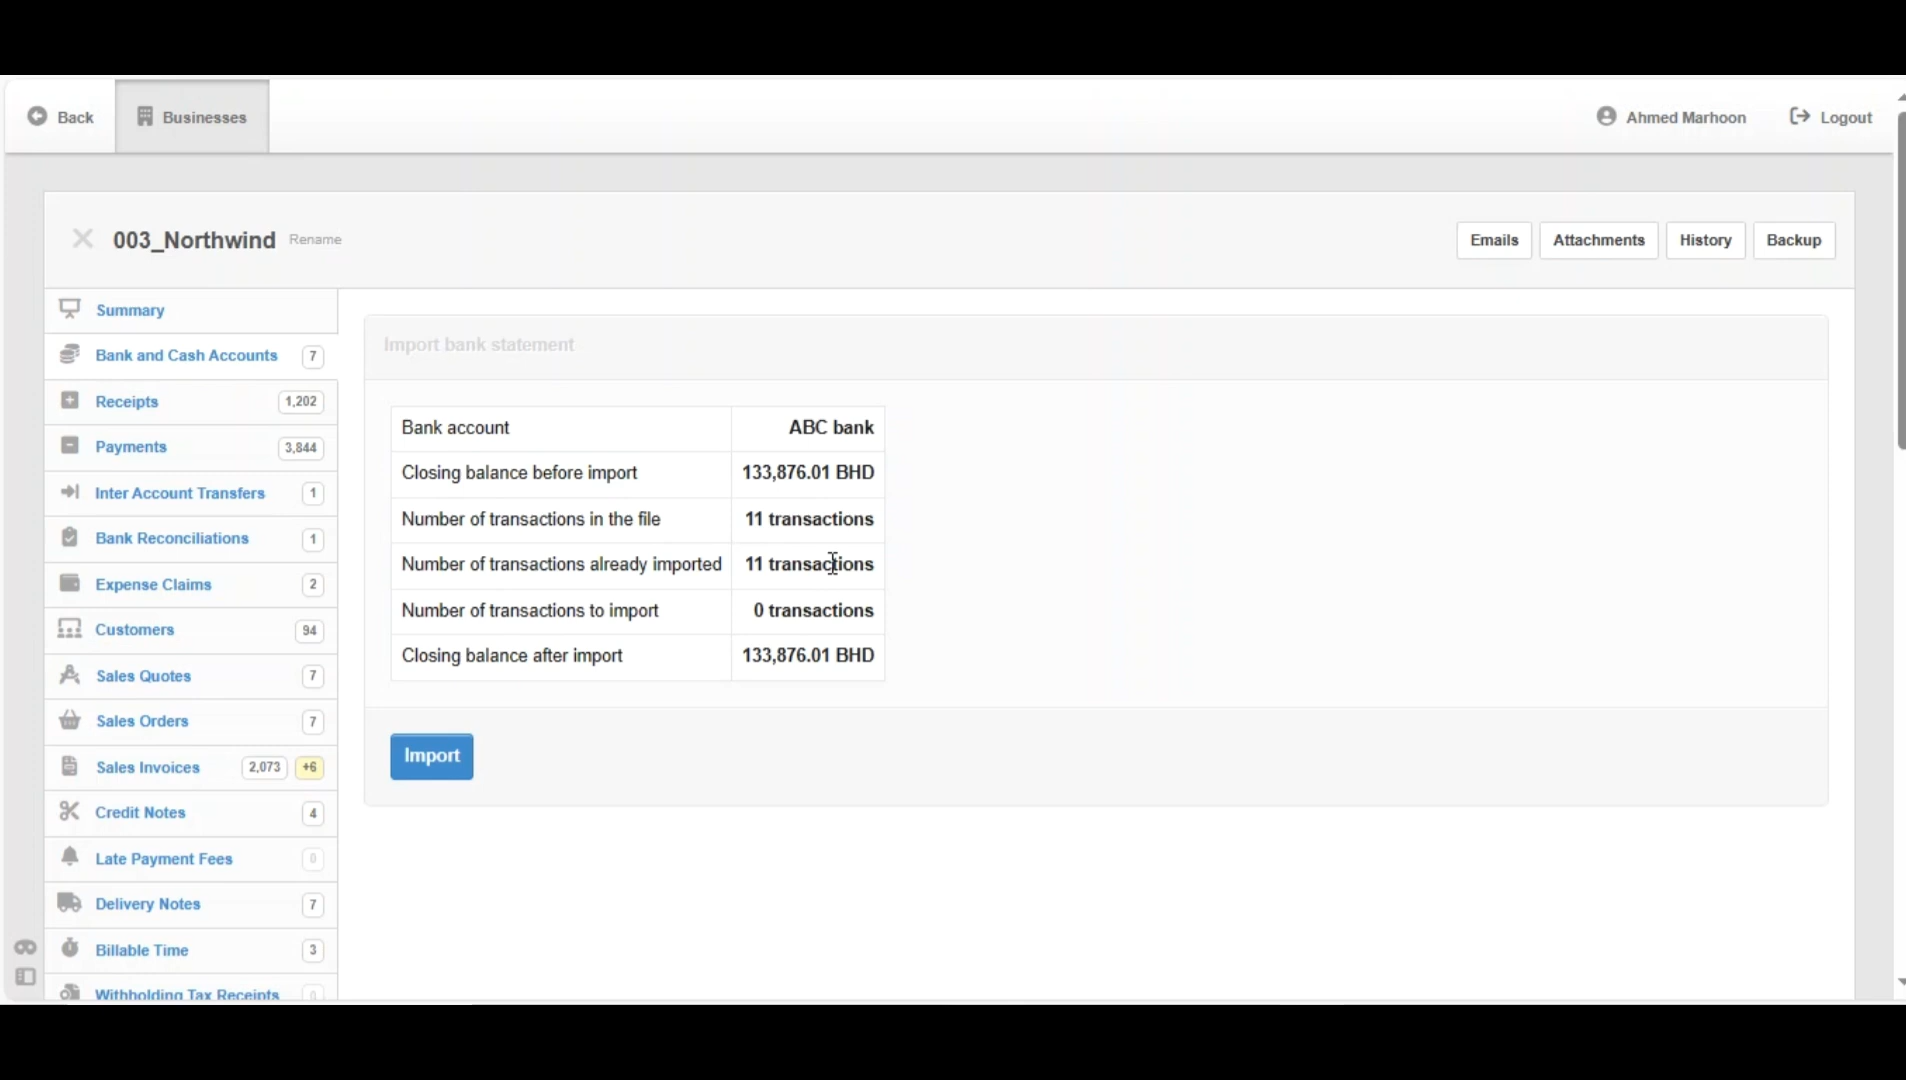 Back
Businesses
Ahmed Marhoon
Logout
003_Northwind Rename
Emails
Attachments
History
Backup
Summary
Bank and Cash Accounts 7
Receipts 1,202
Payments 3,844
Inter Account Transfers 1
Bank Reconciliations 1
Expense Claims 2
Customers 94
Sales Quotes 7
Sales Orders 7
Sales Invoices 2,073 +6
Credit Notes 4
Late Payment Fees 0
Delivery Notes 7
Billable Time 3
Withholding Tax Receipts 0
Import bank statement
Bank account ABC bank
Closing balance before import 133,876.01 BHD
Number of transactions in the file 11 transactions
Number of transactions already imported 11 transactions
Number of transactions to import 0 transactions
Closing balance after import 133,876.01 BHD
Import